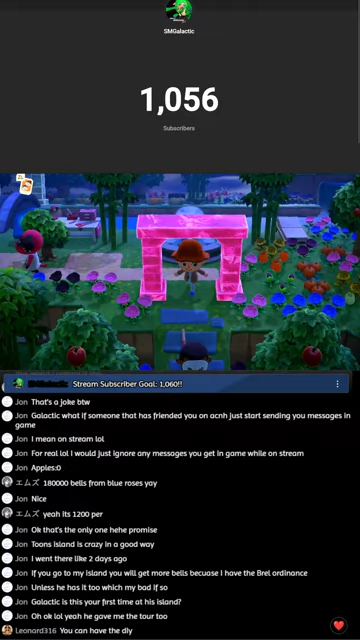 SMGalactic
1,056
Subscribers
Stream Subscriber Goal: 1,060!!
Jon That's a joke btw
Jon Galactic what if someone that has friended you on acnh just start sending you messages in
game
Jon I mean on stream lol
Jon For real lol I would just ignore any messages you get in game while on stream
Jon Apples:0
エムズ 180000 bells from blue roses yay
Jon Nice
エムズ yeah its 1200 per
Jon Ok that's the only one hehe promise
Jon Toons island is crazy in a good way
Jon I went there like 2 days ago
Jon If you go to my island you will get more bells becuase I have the Brel ordinance
Jon Unless he has it too which my bad if so
Jon Galactic is this your first time at his island?
Jon Oh ok lol yeah he gave me the tour too
Leonard316 You can have the diy